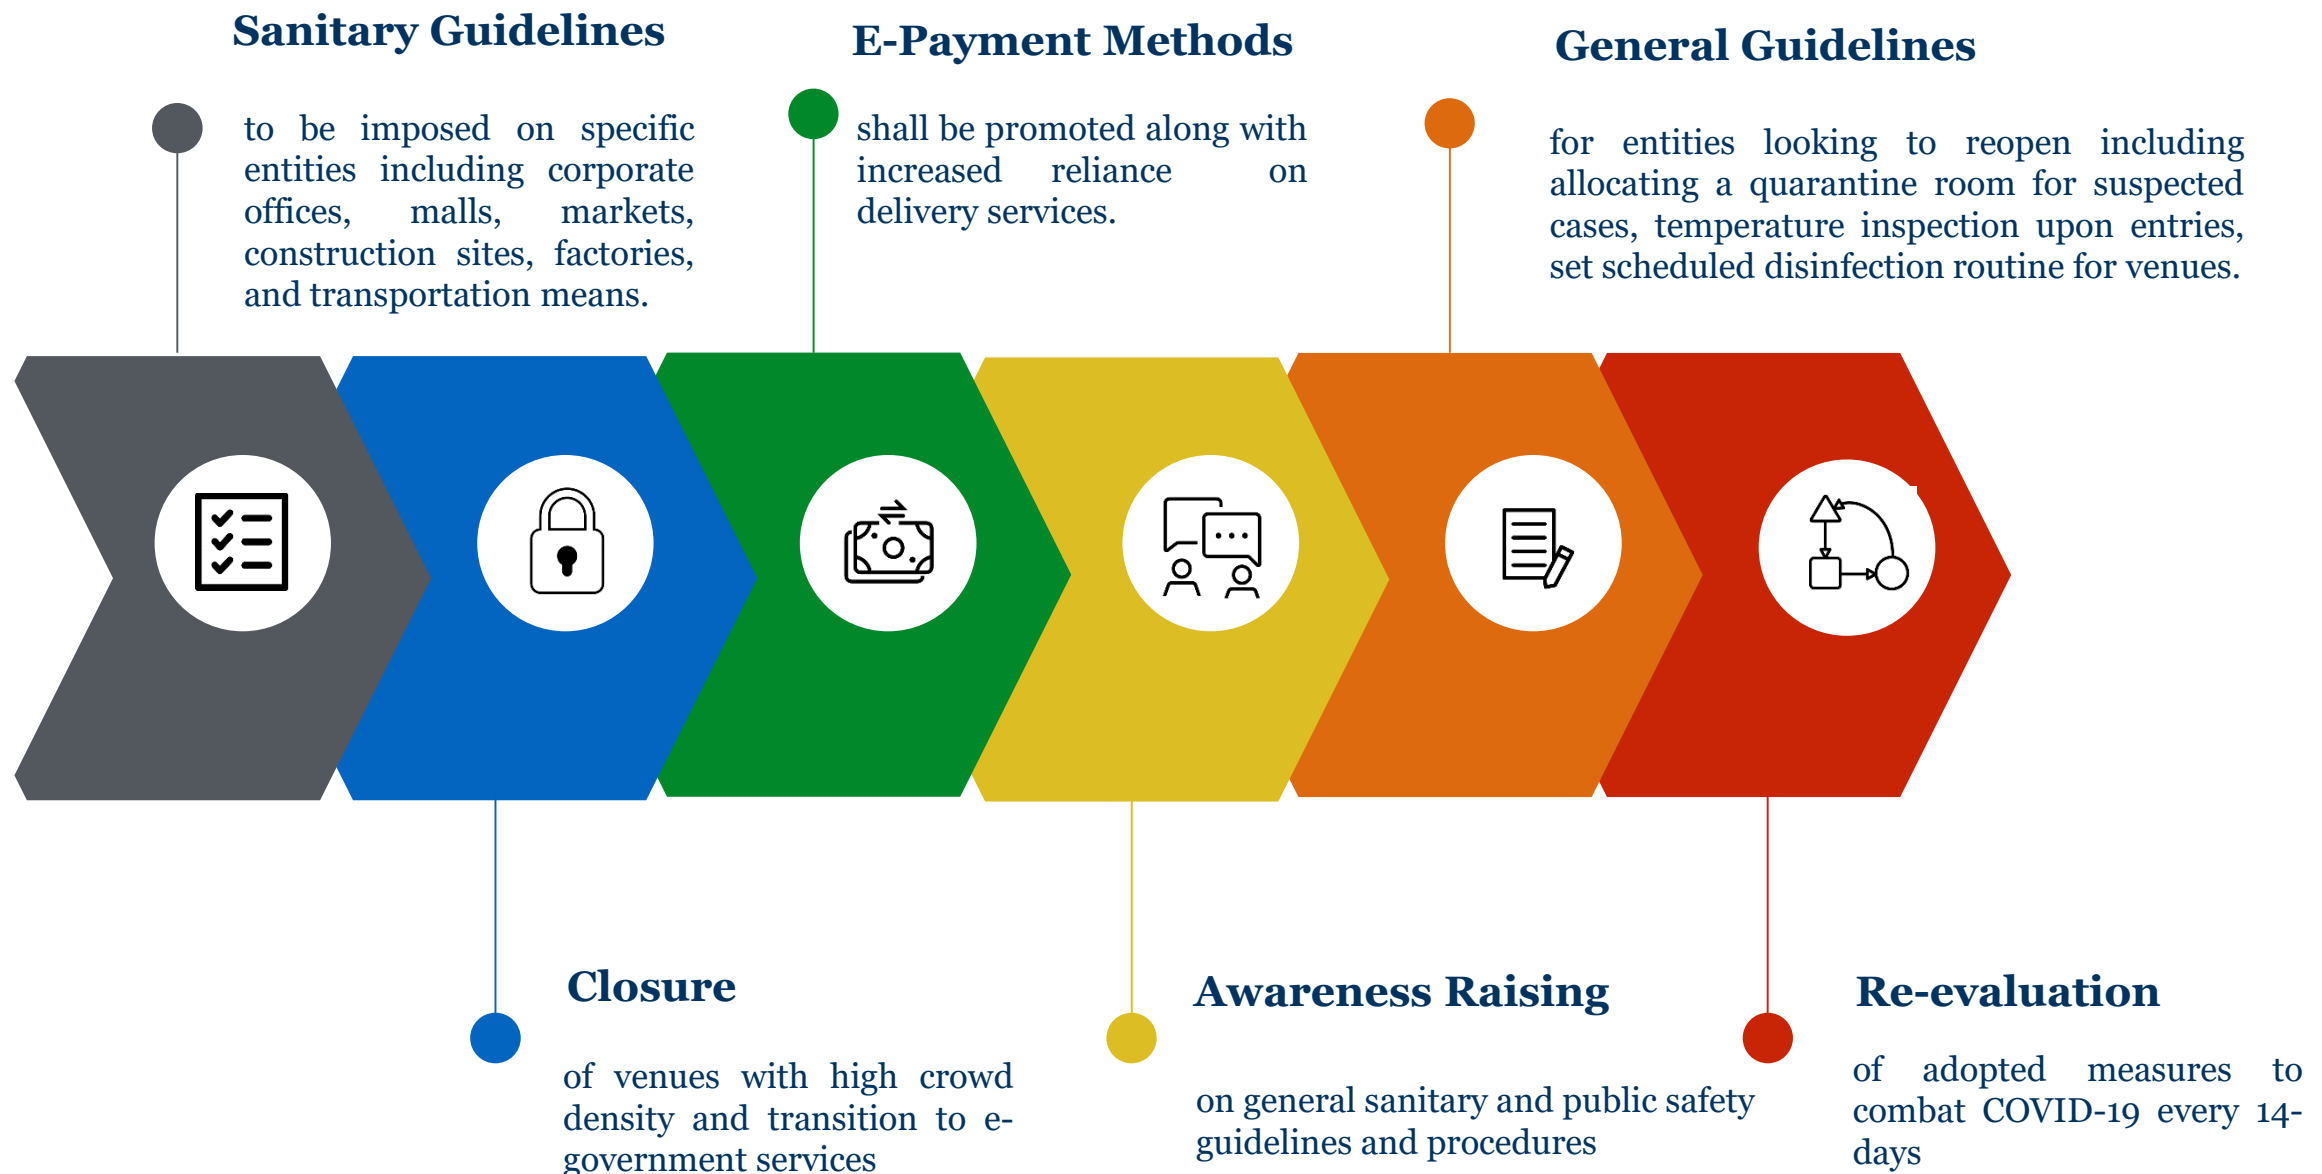 Sanitary Guidelines
to be imposed on specific
entities including corporate
offices, malls, markets,
construction sites, factories,
and transportation means.
E-Payment Methods
shall be promoted along with
increased reliance on
delivery services.
General Guidelines
for entities looking to reopen including
allocating a quarantine room for suspected
cases, temperature inspection upon entries,
set scheduled disinfection routine for venues.
Closure
of venues with high crowd
density and transition to e-
government services
Awareness Raising
on general sanitary and public safety
guidelines and procedures
Re-evaluation
of adopted measures to
combat COVID-19 every 14-
days